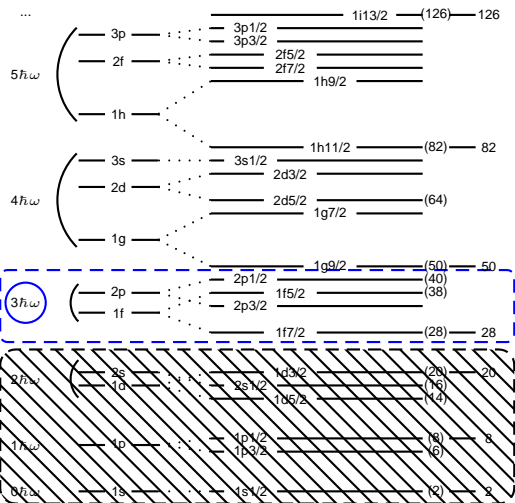 ... 1i13/2 (126) 126
3p 3p1/2
3p3/2
2f 2f5/2
5ħω 2f7/2
1h9/2
1h
1h11/2 (82) 82
3s 3s1/2
2d3/2
2d
4ħω 2d5/2 (64)
1g7/2
1g
1g9/2 (50) 50
2p1/2 (40)
2p 1f5/2 (38)
3ħω 2p3/2
1f
1f7/2 (28) 28
2s 1d3/2 (20) 20
2ħω
1d 2s1/2 (16)
1d5/2 (14)
1p1/2 (8) 8
1ħω 1p
1p3/2 (6)
0ħω 1s 1s1/2 (2) 2